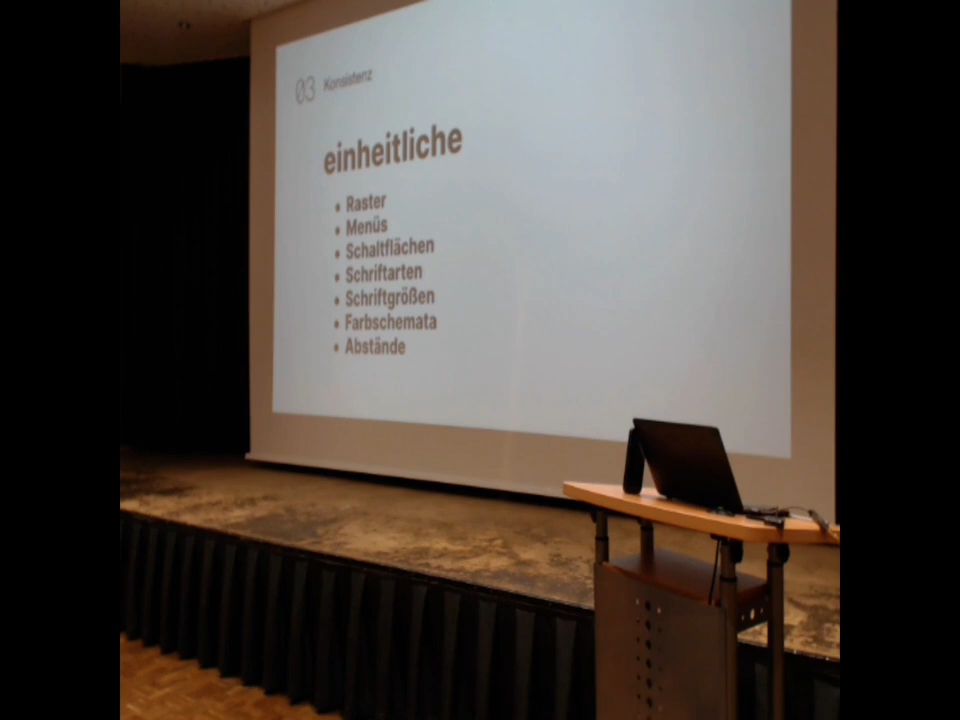 03 Konsistenz
einheitliche
• Raster
• Menüs
• Schaltflächen
• Schriftarten
• Schriftgrößen
• Farbschemata
• Abstände